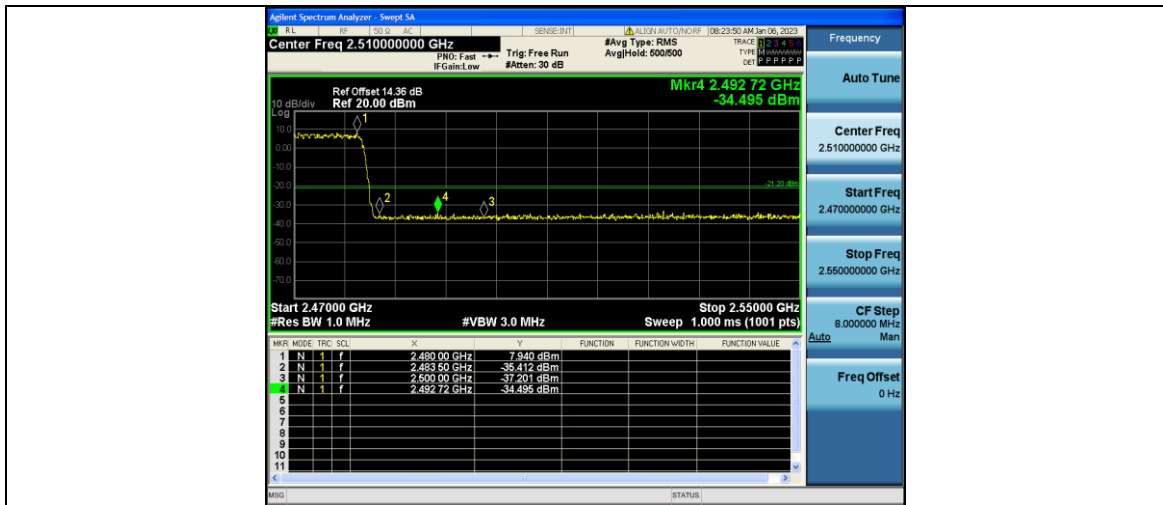 Agilent Spectrum Analyzer - Swept SA
RL RF 50 Ω AC SENSE:INT ALIGN AUTO/NO RF 08:23:50 AM Jan 06, 2023
Center Freq 2.510000000 GHz
PNO: Fast
IFGain:Low
Trig: Free Run
#Atten: 30 dB
#Avg Type: RMS
Avg|Hold: 500/500
TRACE 1 2 3 4 5 6
TYPE M WWWWW
DET P P P P P P
Ref Offset 14.36 dB
10 dB/div Ref 20.00 dBm
Log
Mkr4 2.492 72 GHz
-34.495 dBm
10.0
0.00
-10.0
-20.0
-30.0
-40.0
-50.0
-60.0
-70.0
1
2
4
3
-21.20 dBm
Start 2.47000 GHz Stop 2.55000 GHz
#Res BW 1.0 MHz #VBW 3.0 MHz Sweep 1.000 ms (1001 pts)
MKR MODE TRC SCL X Y FUNCTION FUNCTION WIDTH FUNCTION VALUE
1 N 1 f 2.480 00 GHz 7.940 dBm
2 N 1 f 2.483 50 GHz -35.412 dBm
3 N 1 f 2.500 00 GHz -37.201 dBm
4 N 1 f 2.492 72 GHz -34.495 dBm
5
6
7
8
9
10
11
MSG STATUS
Frequency
Auto Tune
Center Freq
2.510000000 GHz
Start Freq
2.470000000 GHz
Stop Freq
2.550000000 GHz
CF Step
8.000000 MHz
Auto Man
Freq Offset
0 Hz